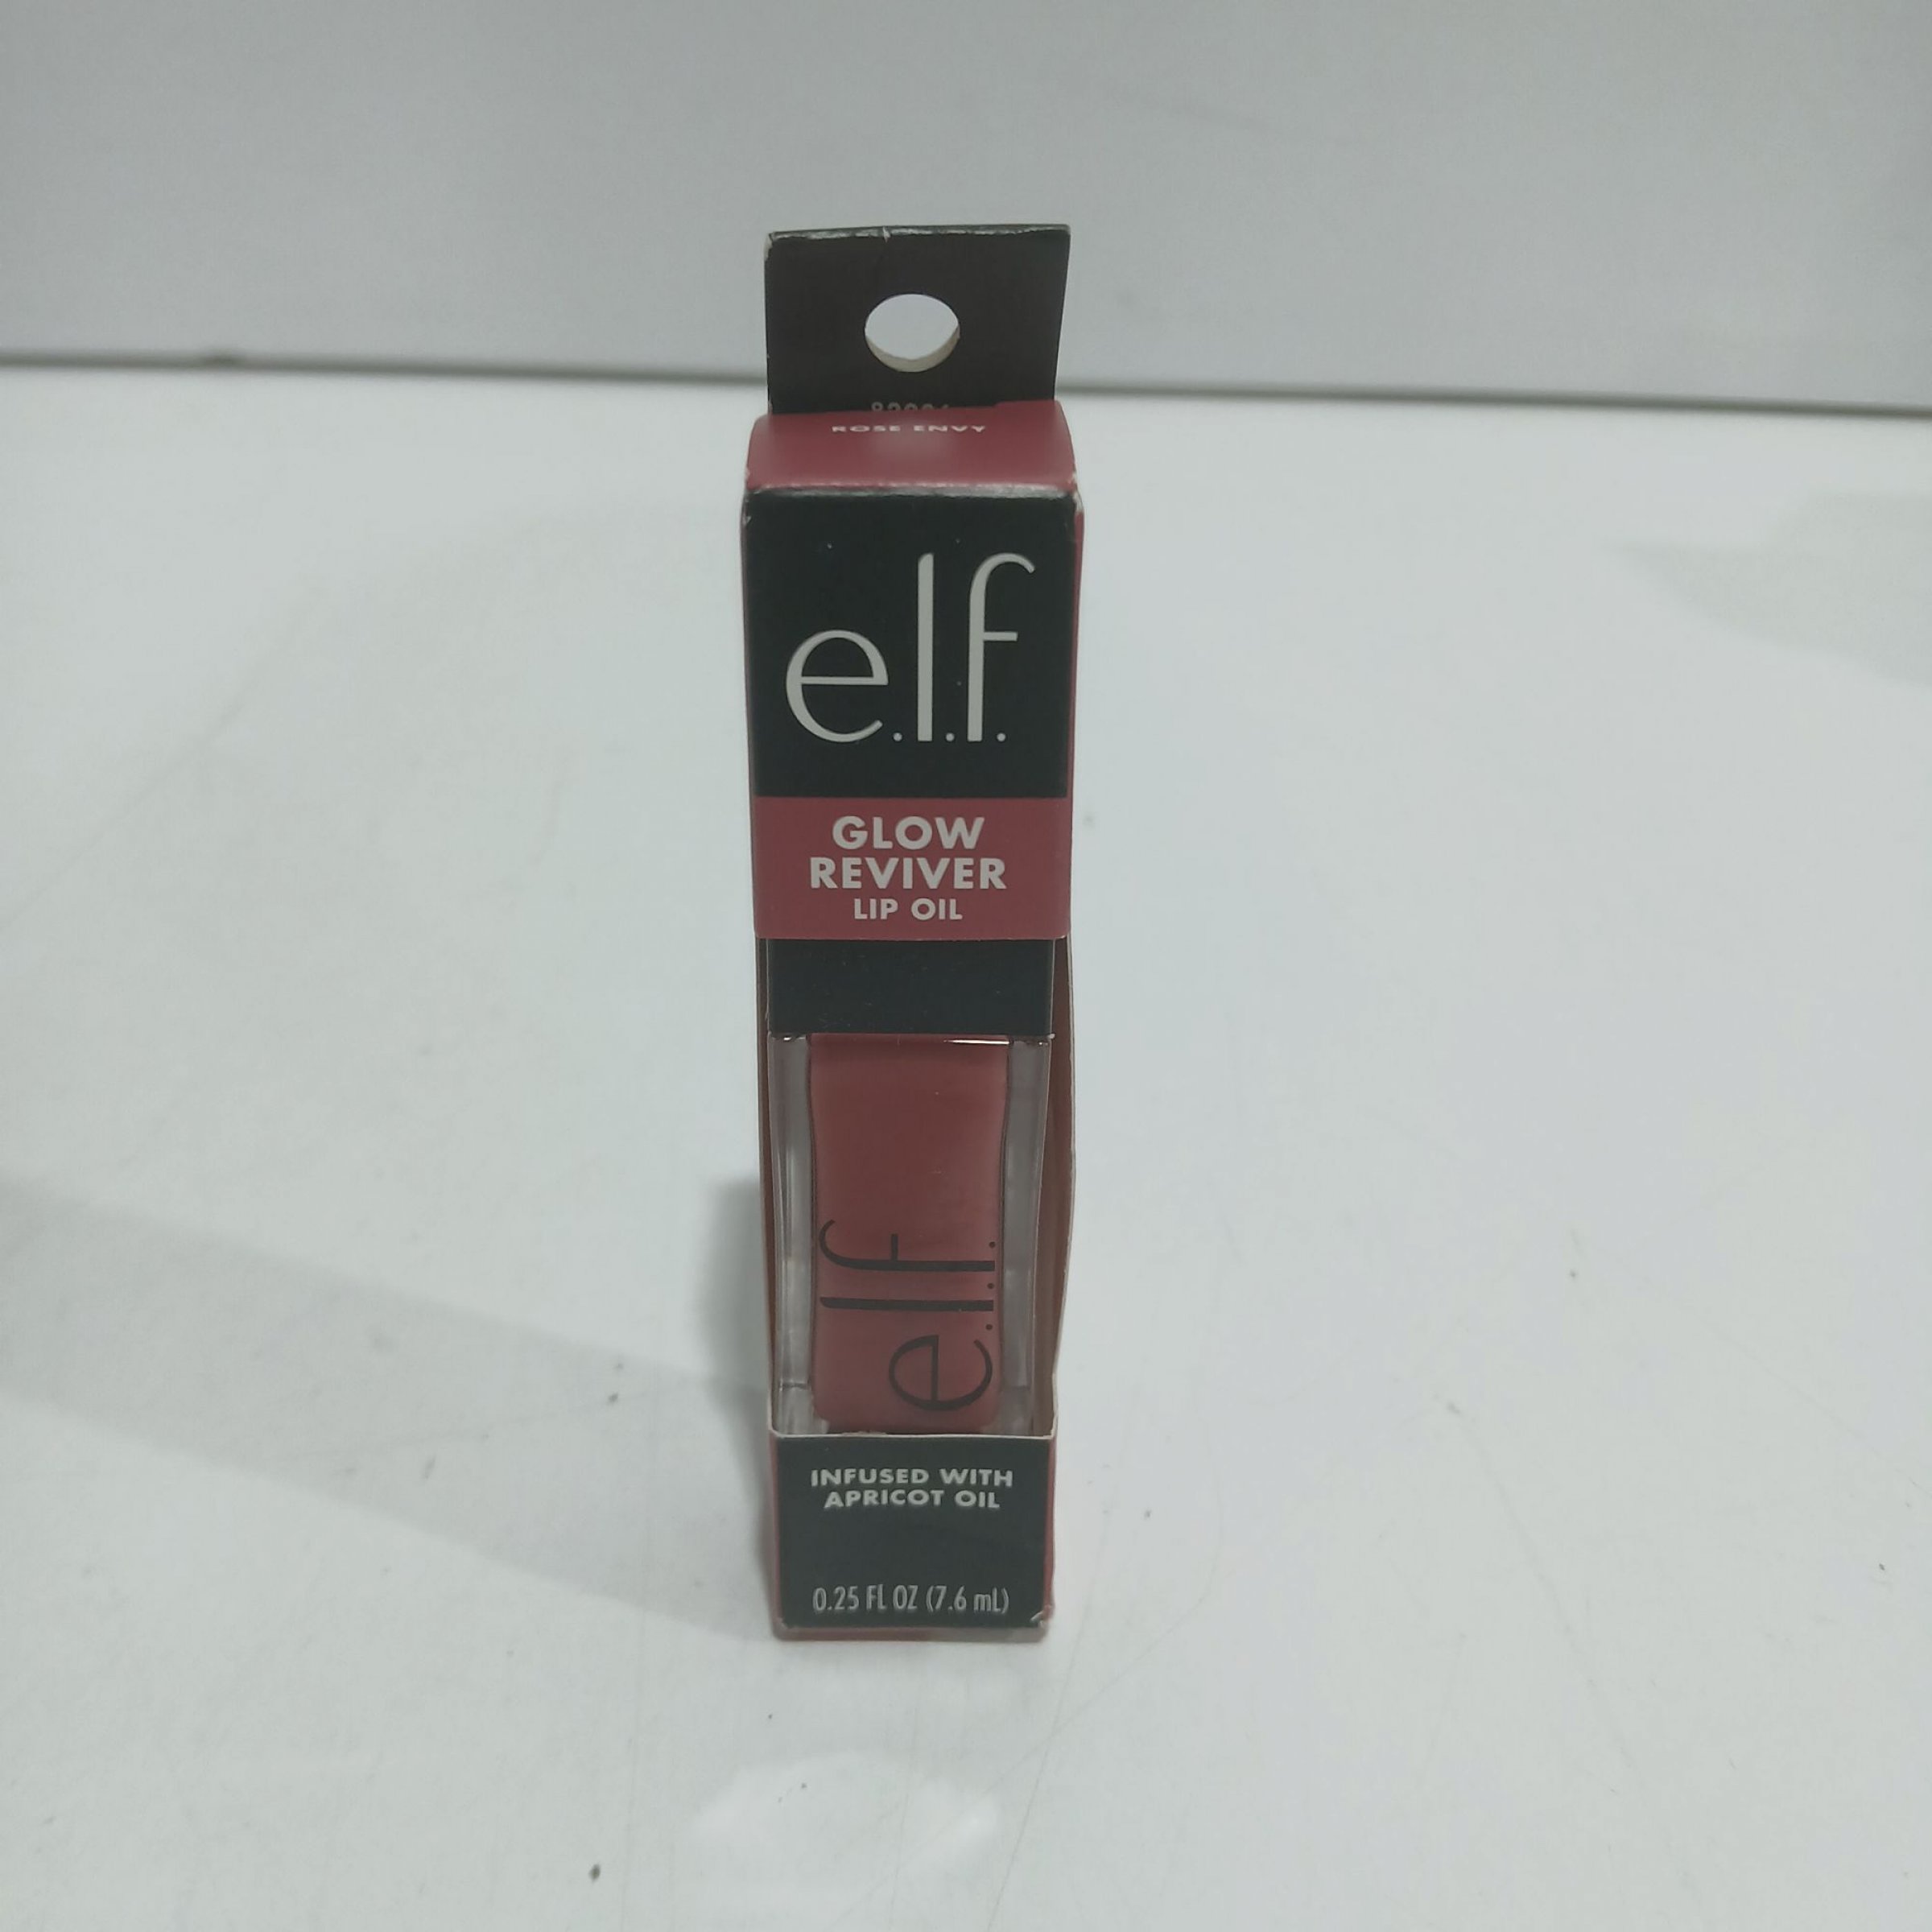 ROSE ENVY
e.l.f.
GLOW
REVIVER
LIP OIL
e.l.f.
INFUSED WITH
APRICOT OIL
0.25 FL OZ (7.6 mL)